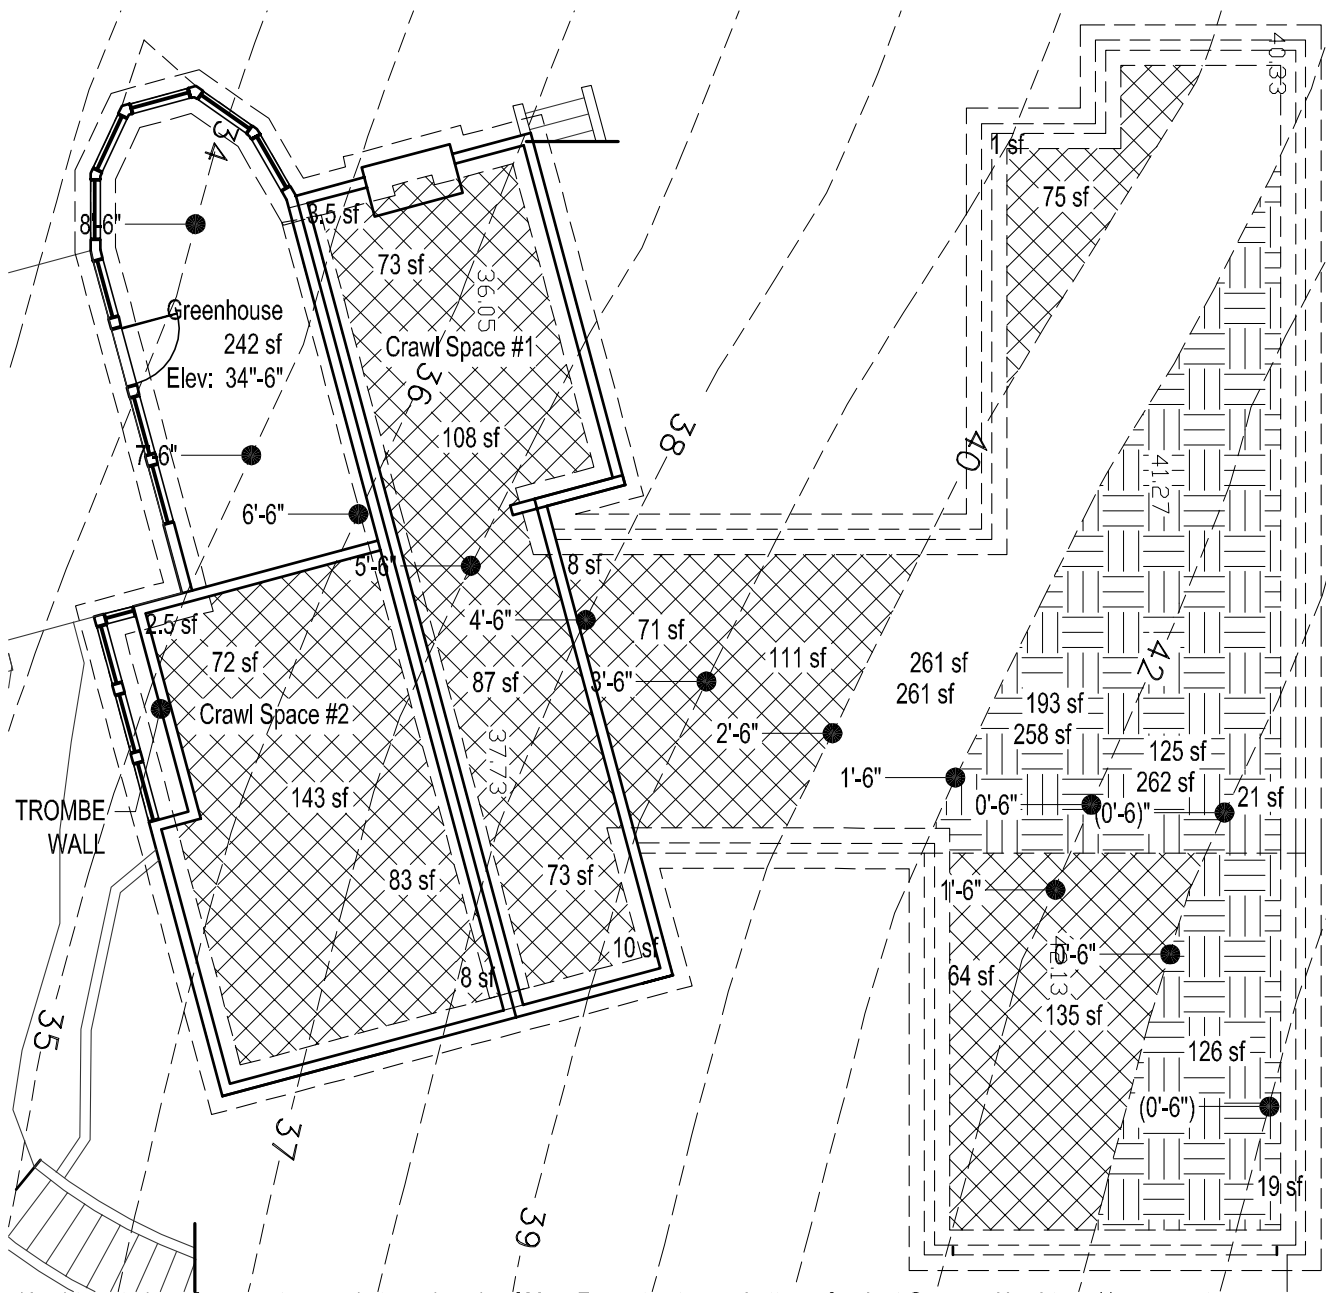 40.33
34
1 sf
75 sf
3.5 sf
8'-6"
73 sf
36.05
Greenhouse
242 sf
Elev: 34"-6"
Crawl Space #1
36
108 sf
38
40
7'-6"
41.27
6'-6"
5'-6"
8 sf
4'-6"
2.5 sf
71 sf
72 sf
87 sf
3'-6"
111 sf
261 sf
261 sf
42
193 sf
258 sf
Crawl Space #2
37.73
2'-6"
125 sf
262 sf
1'-6"
143 sf
0'-6"
(0'-6)"
21 sf
TROMBE
WALL
83 sf
73 sf
1'-6"
10 sf
0'-6"
8 sf
64 sf
135 sf
35
126 sf
(0'-6")
37
19 sf
39